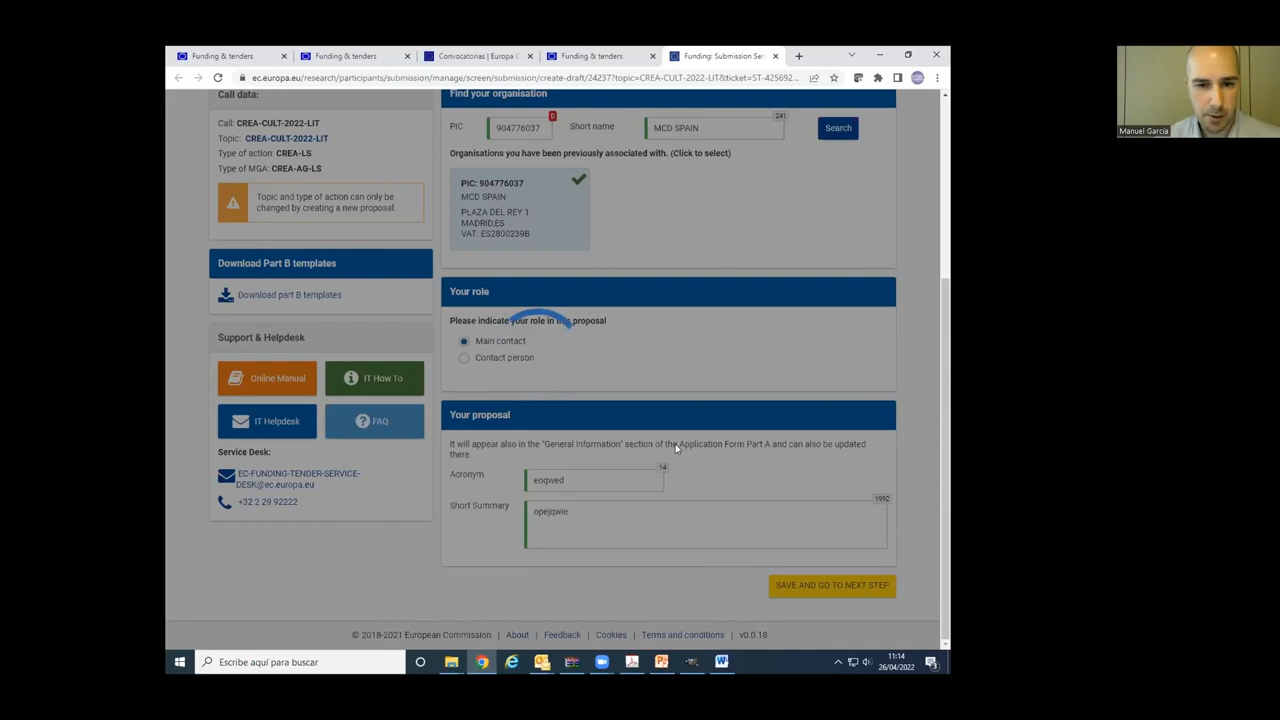 Funding & tenders
Funding & tenders
Convocatorias | Europa C
Funding & tenders
Funding: Submission Ser
ec.europa.eu/research/participants/submission/manage/screen/submission/create-draft/24237?topic=CREA-CULT-2022-LIT&ticket=ST-425692...
Manuel García
Call data:
Call: CREA-CULT-2022-LIT
Topic: CREA-CULT-2022-LIT
Type of action: CREA-LS
Type of MGA: CREA-AG-LS
Topic and type of action can only be
changed by creating a new proposal.
Download Part B templates
Download part B templates
Support & Helpdesk
Online Manual
IT How To
IT Helpdesk
FAQ
Service Desk:
EC-FUNDING-TENDER-SERVICE-
DESK@ec.europa.eu
+32 2 29 92222
Find your organisation
PIC
904776037
0
Short name
MCD SPAIN
241
Search
Organisations you have been previously associated with. (Click to select)
PIC: 904776037
MCD SPAIN
PLAZA DEL REY 1
MADRID,ES
VAT: ES2800239B
Your role
Please indicate your role in this proposal
Main contact
Contact person
Your proposal
It will appear also in the "General Information" section of the Application Form Part A and can also be updated
there.
Acronym
eoqwed
14
Short Summary
opejqwie
1992
SAVE AND GO TO NEXT STEP
© 2018-2021 European Commission | About | Feedback | Cookies | Terms and conditions | v0.0.18
Escribe aquí para buscar
11:14
26/04/2022
3